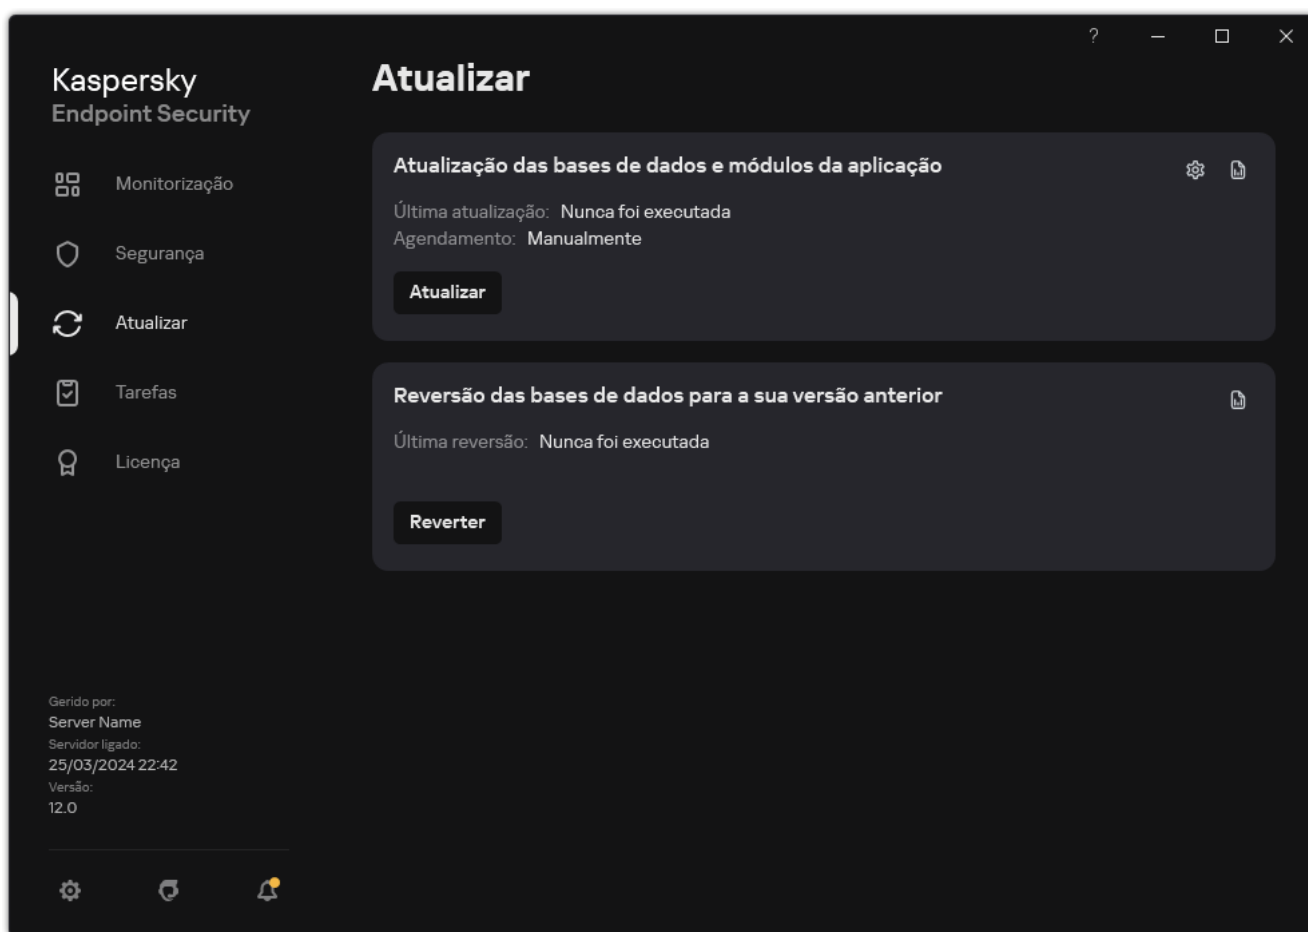 ?
Kaspersky
Endpoint Security
Monitorização
Segurança
Atualizar
Tarefas
Licença
Gerido por:
Server Name
Servidor ligado:
25/03/2024 22:42
Versão:
12.0
Atualizar
Atualização das bases de dados e módulos da aplicação
Última atualização: Nunca foi executada
Agendamento: Manualmente
Atualizar
Reversão das bases de dados para a sua versão anterior
Última reversão: Nunca foi executada
Reverter